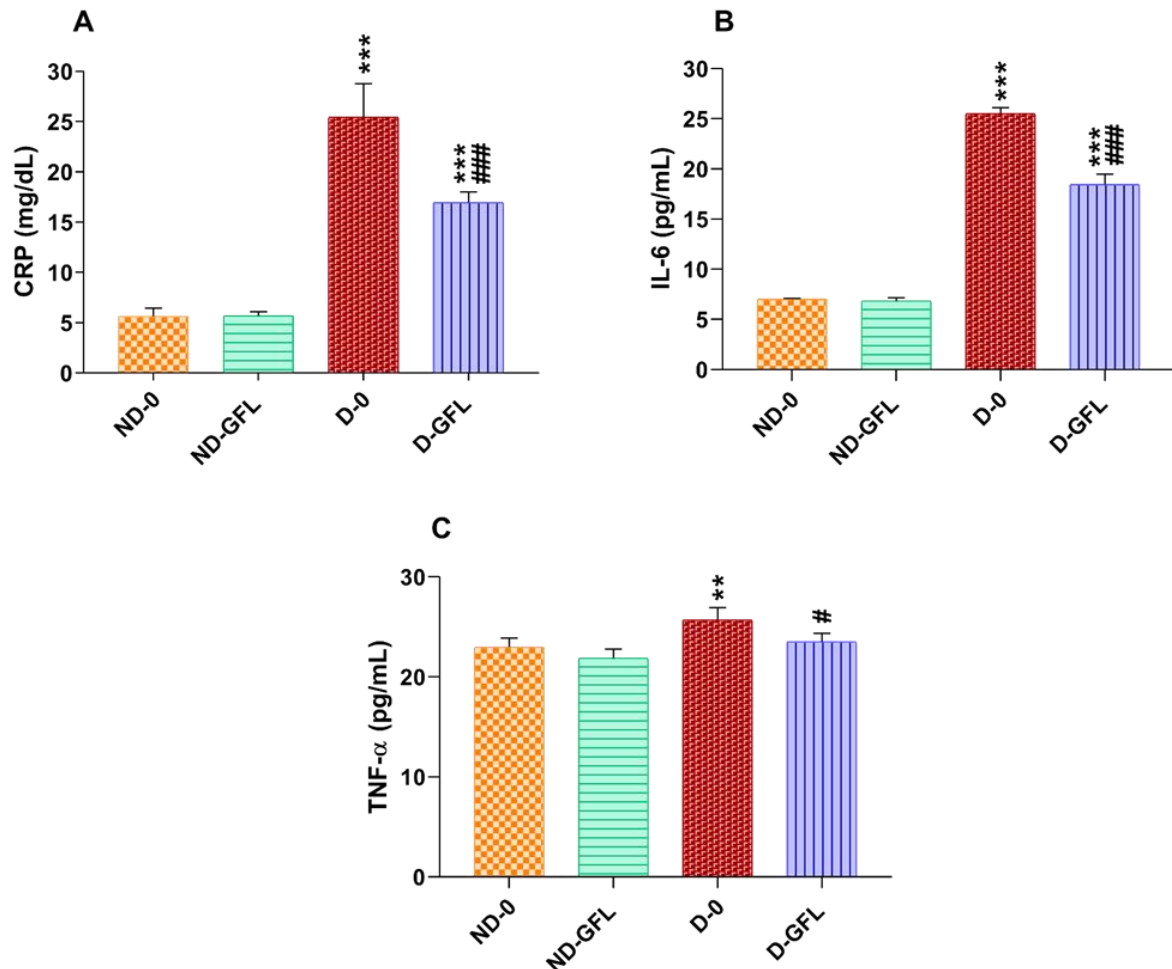 A
CRP (mg/dL)
30
25
20
15
10
5
0
***
***
###
ND-0
ND-GFL
D-0
D-GFL
B
IL-6 (pg/mL)
30
25
20
15
10
5
0
***
***
###
ND-0
ND-GFL
D-0
D-GFL
C
TNF-α (pg/mL)
30
20
10
0
**
#
ND-0
ND-GFL
D-0
D-GFL